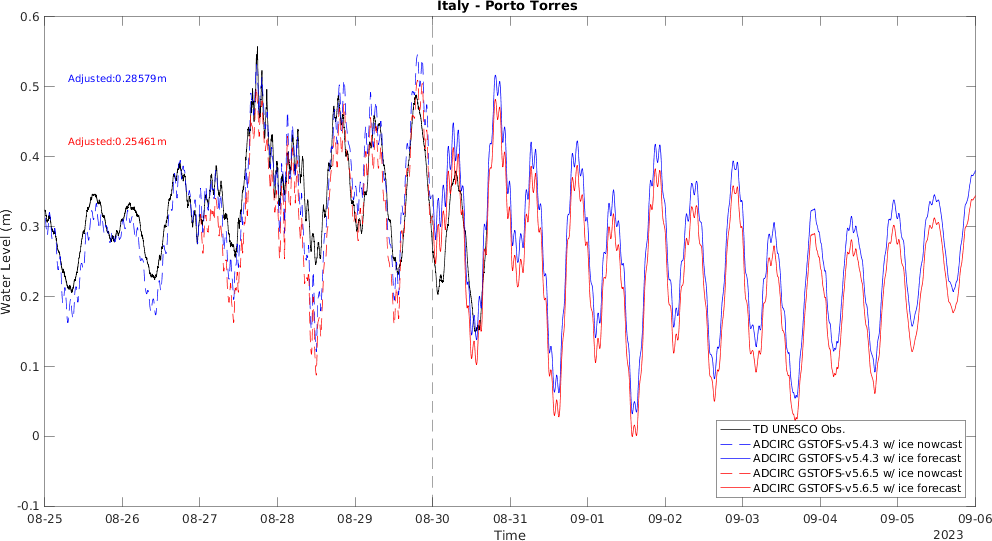 Italy - Porto Torres
0.6
0.5
0.4
0.3
0.2
0.1
0
-0.1
Water Level (m)
Adjusted:0.28579m
Adjusted:0.25461m
TD UNESCO Obs.
ADCIRC GSTOFS-v5.4.3 w/ ice nowcast
ADCIRC GSTOFS-v5.4.3 w/ ice forecast
ADCIRC GSTOFS-v5.6.5 w/ ice nowcast
ADCIRC GSTOFS-v5.6.5 w/ ice forecast
08-25 08-26 08-27 08-28 08-29 08-30 08-31 09-01 09-02 09-03 09-04 09-05 09-06
Time
2023